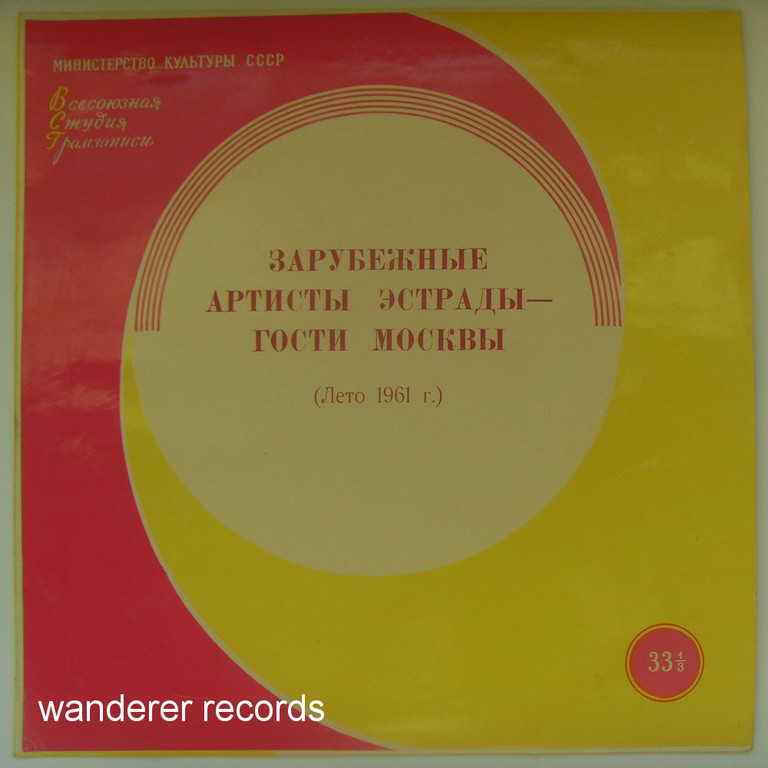 МИНИСТЕРСТВО КУЛЬТУРЫ СССР
Всесоюзная
Студия
Грамзаписи
ЗАРУБЕЖНЫЕ
АРТИСТЫ ЭСТРАДЫ—
ГОСТИ МОСКВЫ
(Лето 1961 г.)
33⅓
wanderer records